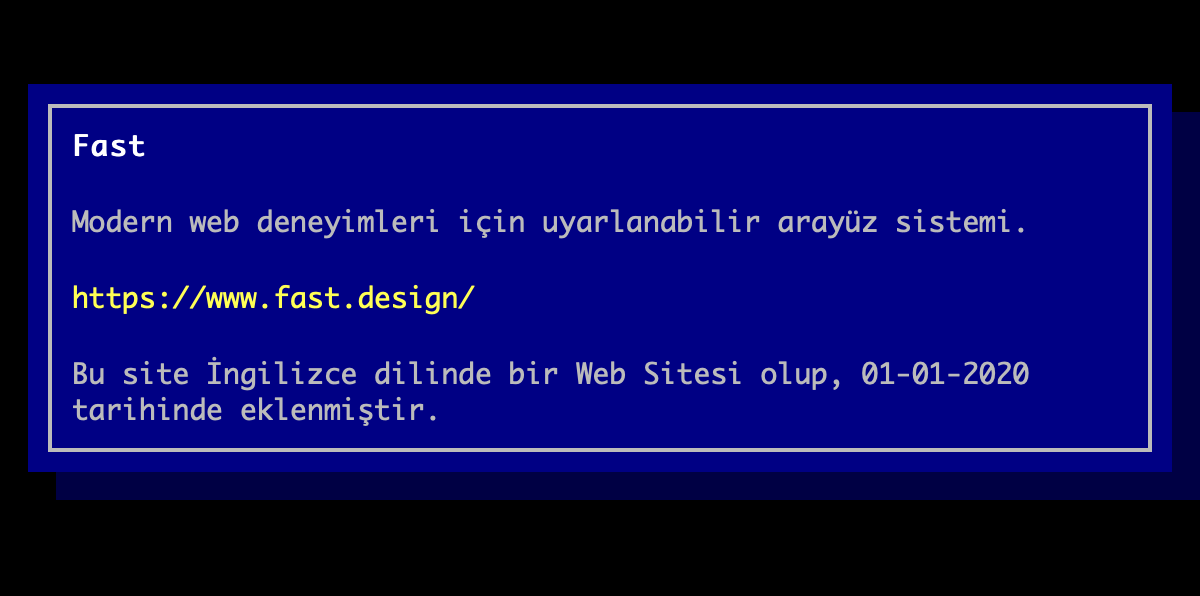 Fast
Modern web deneyimleri için uyarlanabilir arayüz sistemi.
https://www.fast.design/
Bu site İngilizce dilinde bir Web Sitesi olup, 01-01-2020
tarihinde eklenmiştir.